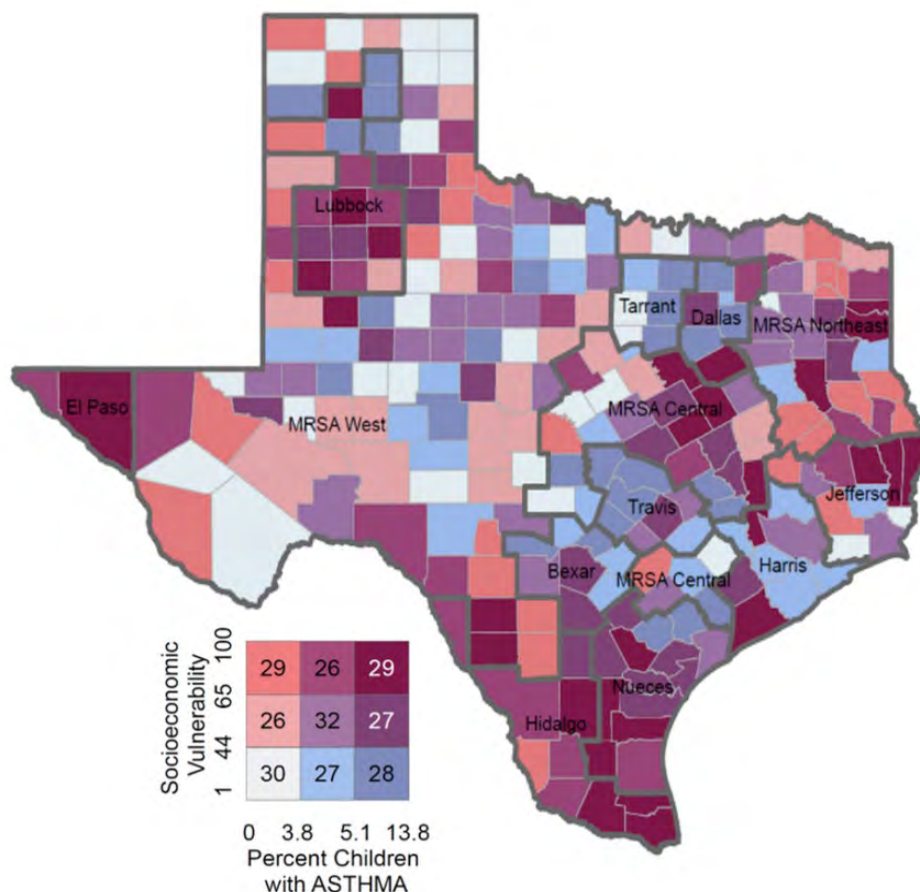 Lubbock
Tarrant
Dallas
MRSA Northeast
El Paso
MRSA West
MRSA Central
Jefferson
Travis
Harris
Bexar
MRSA Central
Nueces
Hidalgo
Socioeconomic
Vulnerability
1 44 65 100
29 26 29
26 32 27
30 27 28
0 3.8 5.1 13.8
Percent Children
with ASTHMA